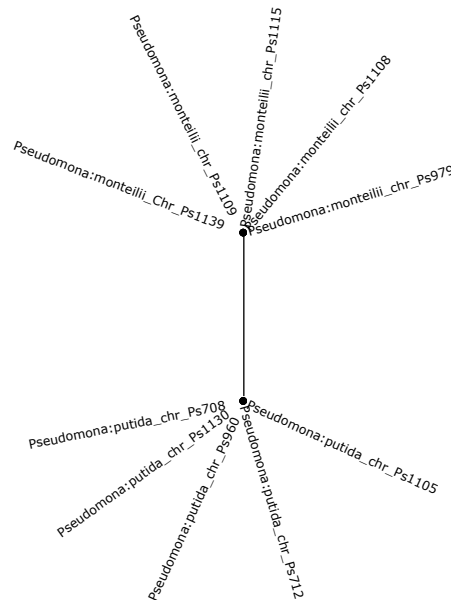 Pseudomona:monteilii_Chr_Ps1139
Pseudomona:monteilii_chr_Ps1109
Pseudomona:monteilii_chr_Ps1115
Pseudomona:monteilii_chr_Ps1108
Pseudomona:monteilii_chr_Ps979
Pseudomona:putida_chr_Ps708
Pseudomona:putida_chr_Ps1130
Pseudomona:putida_chr_Ps960
Pseudomona:putida_chr_Ps712
Pseudomona:putida_chr_Ps1105